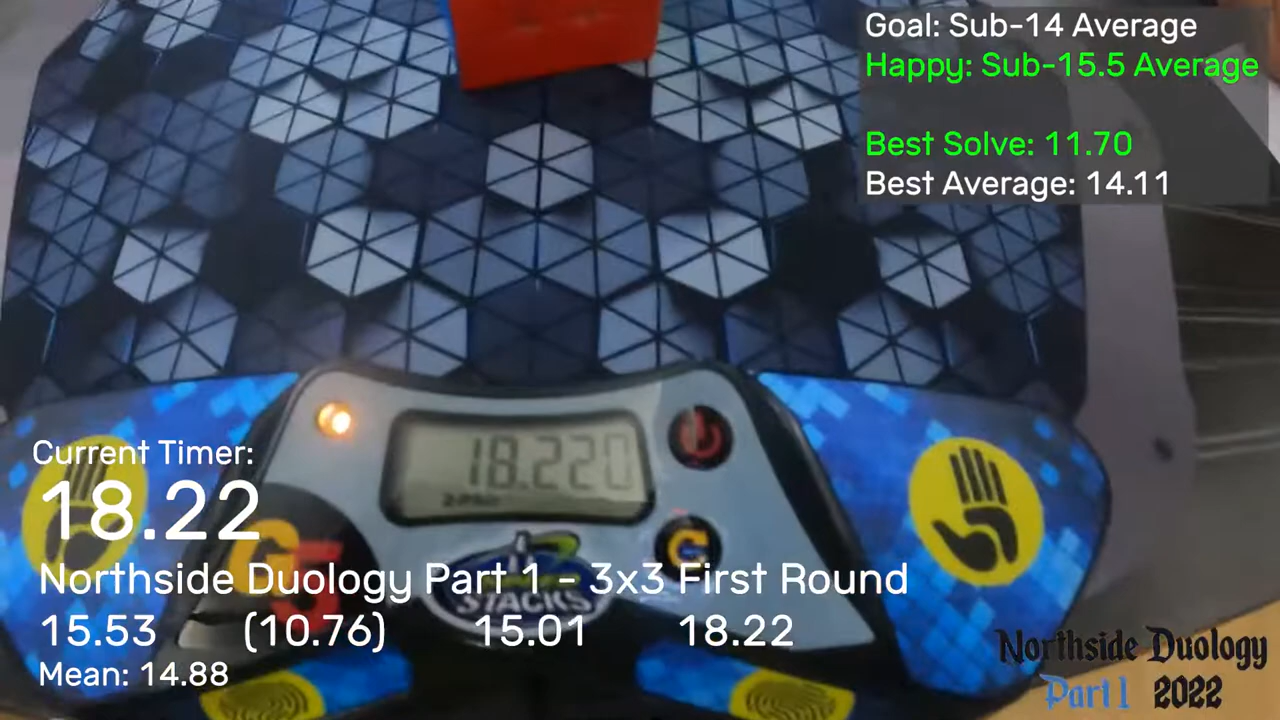 Goal: Sub-14 Average
Happy: Sub-15.5 Average
Best Solve: 11.70
Best Average: 14.11
18.220
Current Timer:
18.22
G5
STACKS
Northside Duology Part 1 - 3x3 First Round
15.53 (10.76) 15.01 18.22
Mean: 14.88
Northside Duology
Part 1 2022